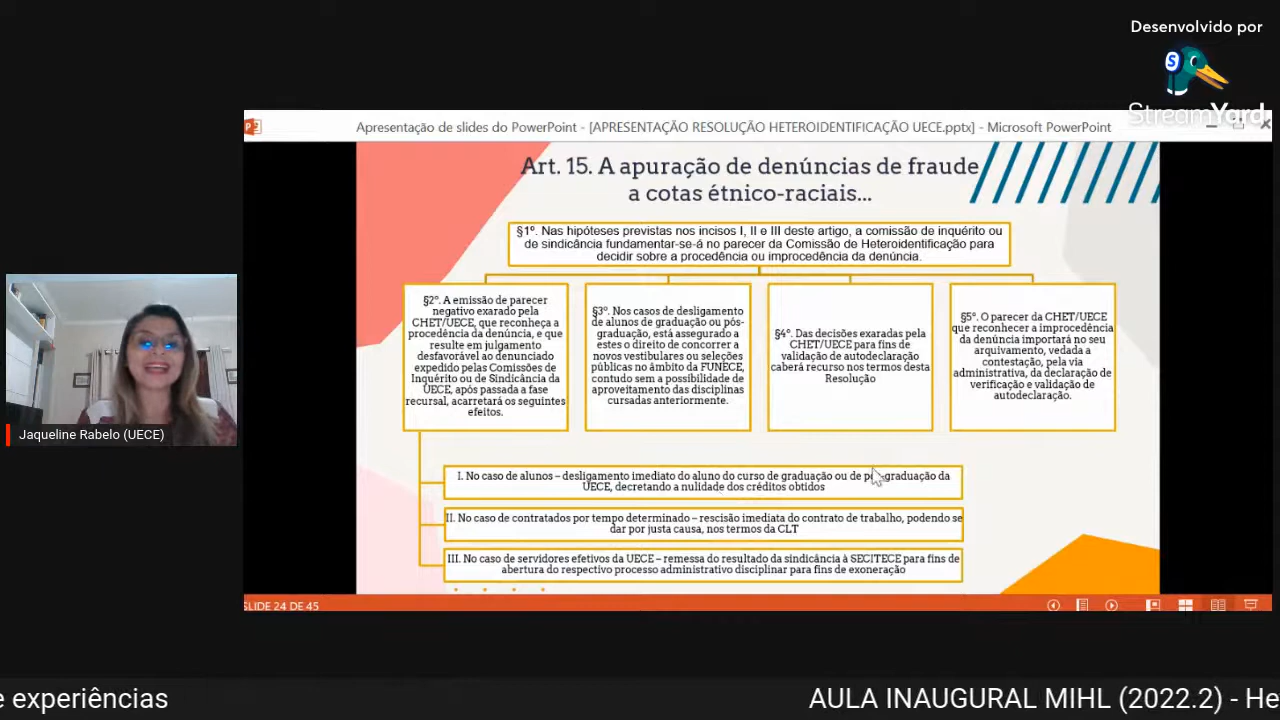 Desenvolvido por
S
StreamYard
Apresentação de slides do PowerPoint - [APRESENTAÇÃO RESOLUÇÃO HETEROIDENTIFICAÇÃO UECE.pptx] - Microsoft PowerPoint
Art. 15. A apuração de denúncias de fraude
a cotas étnico-raciais...
§1º. Nas hipóteses previstas nos incisos I, II e III deste artigo, a comissão de inquérito ou
de sindicância fundamentar-se-á no parecer da Comissão de Heteroidentificação para
decidir sobre a procedência ou improcedência da denúncia.
§2º. A emissão de parecer
negativo exarado pela
CHET/UECE, que reconheça a
procedência da denúncia, e que
resulte em julgamento
desfavorável ao denunciado
expedido pelas Comissões de
Inquérito ou de Sindicância da
UECE, após passada a fase
recursal, acarretará os seguintes
efeitos.
§3º. Nos casos de desligamento
de alunos de graduação ou pós-
graduação, está assegurado a
estes o direito de concorrer a
novos vestibulares ou seleções
públicas no âmbito da FUNECE,
contudo sem a possibilidade de
aproveitamento das disciplinas
cursadas anteriormente.
§4º. Das decisões exaradas pela
CHET/UECE para fins de
validação de autodeclaração
caberá recurso nos termos desta
Resolução
§5º. O parecer da CHET/UECE
que reconhecer a improcedência
da denúncia importará no seu
arquivamento, vedada a
contestação, pela via
administrativa, da declaração de
verificação e validação de
autodeclaração.
I. No caso de alunos – desligamento imediato do aluno do curso de graduação ou de pós-graduação da
UECE, decretando a nulidade dos créditos obtidos
II. No caso de contratados por tempo determinado – rescisão imediata do contrato de trabalho, podendo se
dar por justa causa, nos termos da CLT
III. No caso de servidores efetivos da UECE – remessa do resultado da sindicância à SECITECE para fins de
abertura do respectivo processo administrativo disciplinar para fins de exoneração
SLIDE 24 DE 45
Jaqueline Rabelo (UECE)
e experiências
AULA INAUGURAL MIHL (2022.2) - He